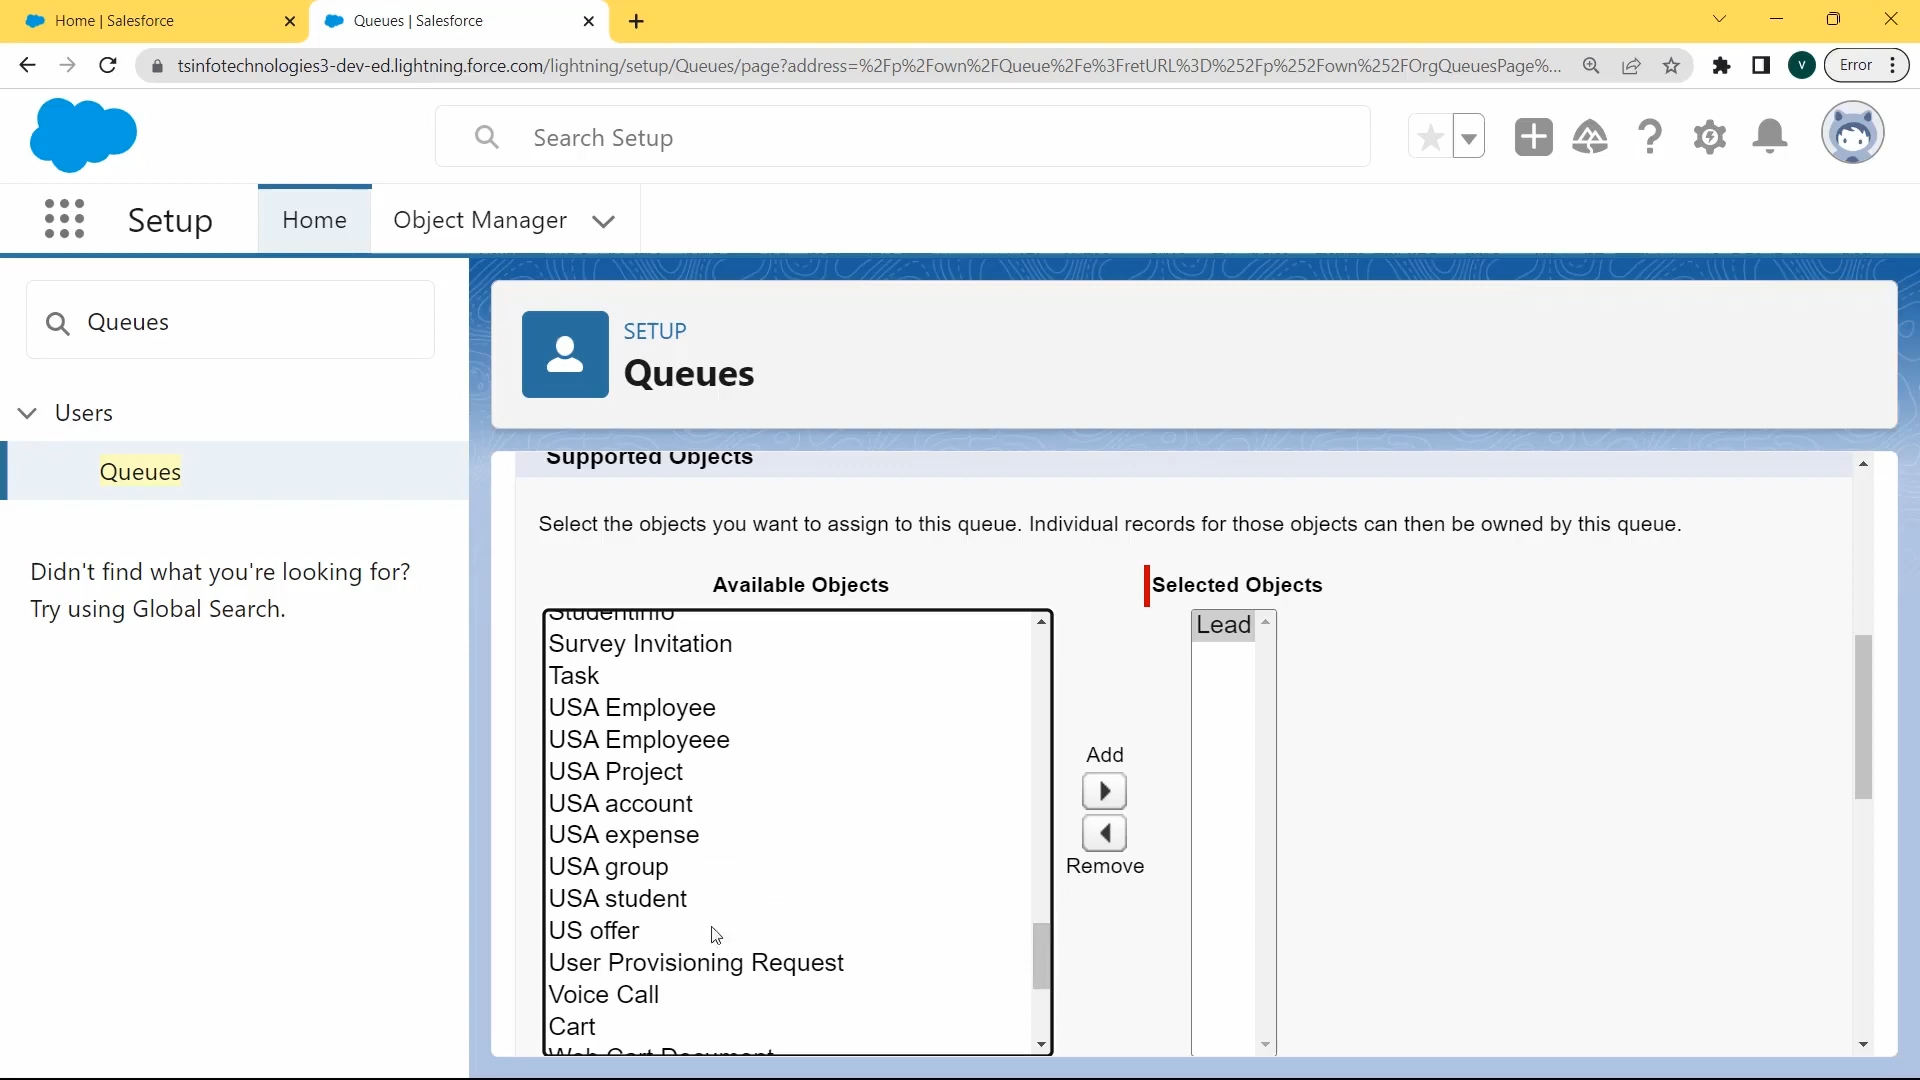 Home | Salesforce
Queues | Salesforce
tsinfotechnologies3-dev-ed.lightning.force.com/lightning/setup/Queues/page?address=%2Fp%2Fown%2FQueue%2Fe%3FretURL%3D%252Fp%252Fown%252FOrgQueuesPage%...
V
Error
Search Setup
Setup
Home
Object Manager
Queues
Users
Queues
Didn't find what you're looking for?
Try using Global Search.
SETUP
Queues
Supported Objects
Select the objects you want to assign to this queue. Individual records for those objects can then be owned by this queue.
Available Objects
Selected Objects
StudentInfo
Survey Invitation
Task
USA Employee
USA Employeee
USA Project
USA account
USA expense
USA group
USA student
US offer
User Provisioning Request
Voice Call
Cart
Web Cart Document
Add
Remove
Lead